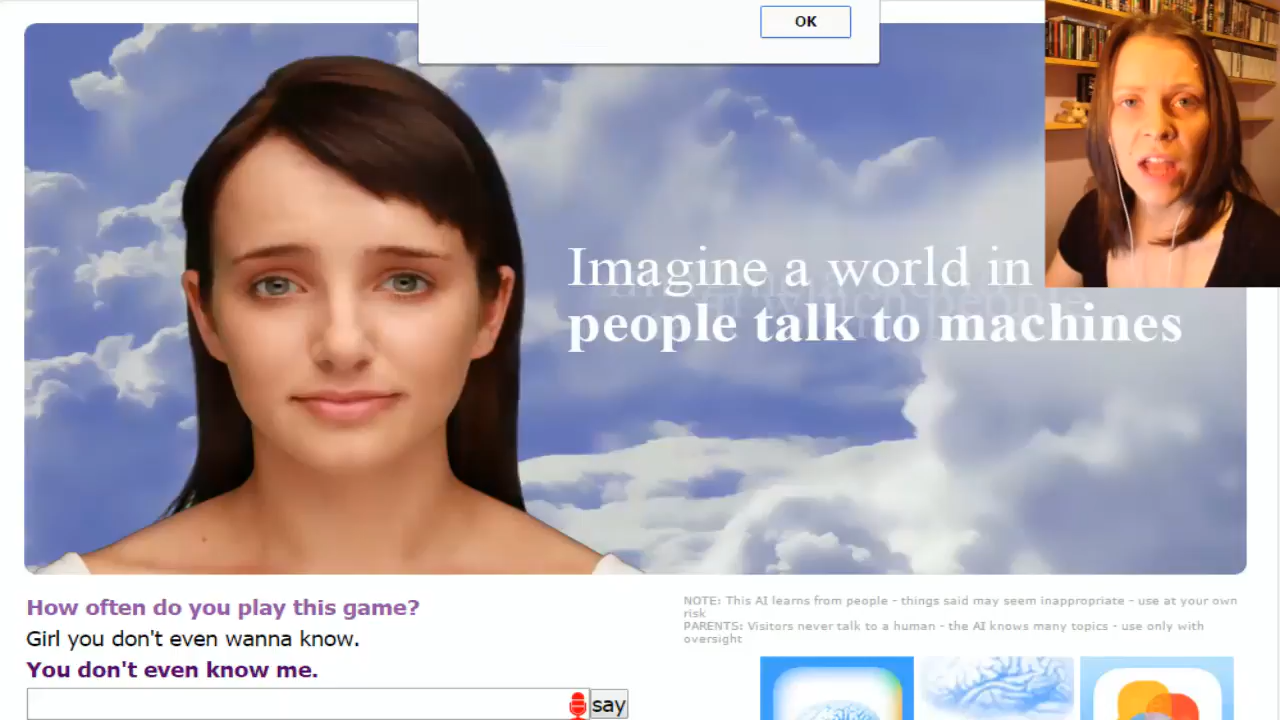 OK
Imagine a world in
people talk to machines
How often do you play this game?
Girl you don't even wanna know.
You don't even know me.
say
NOTE: This AI learns from people - things said may seem inappropriate - use at your own
risk
PARENTS: Visitors never talk to a human - the AI knows many topics - use only with
oversight